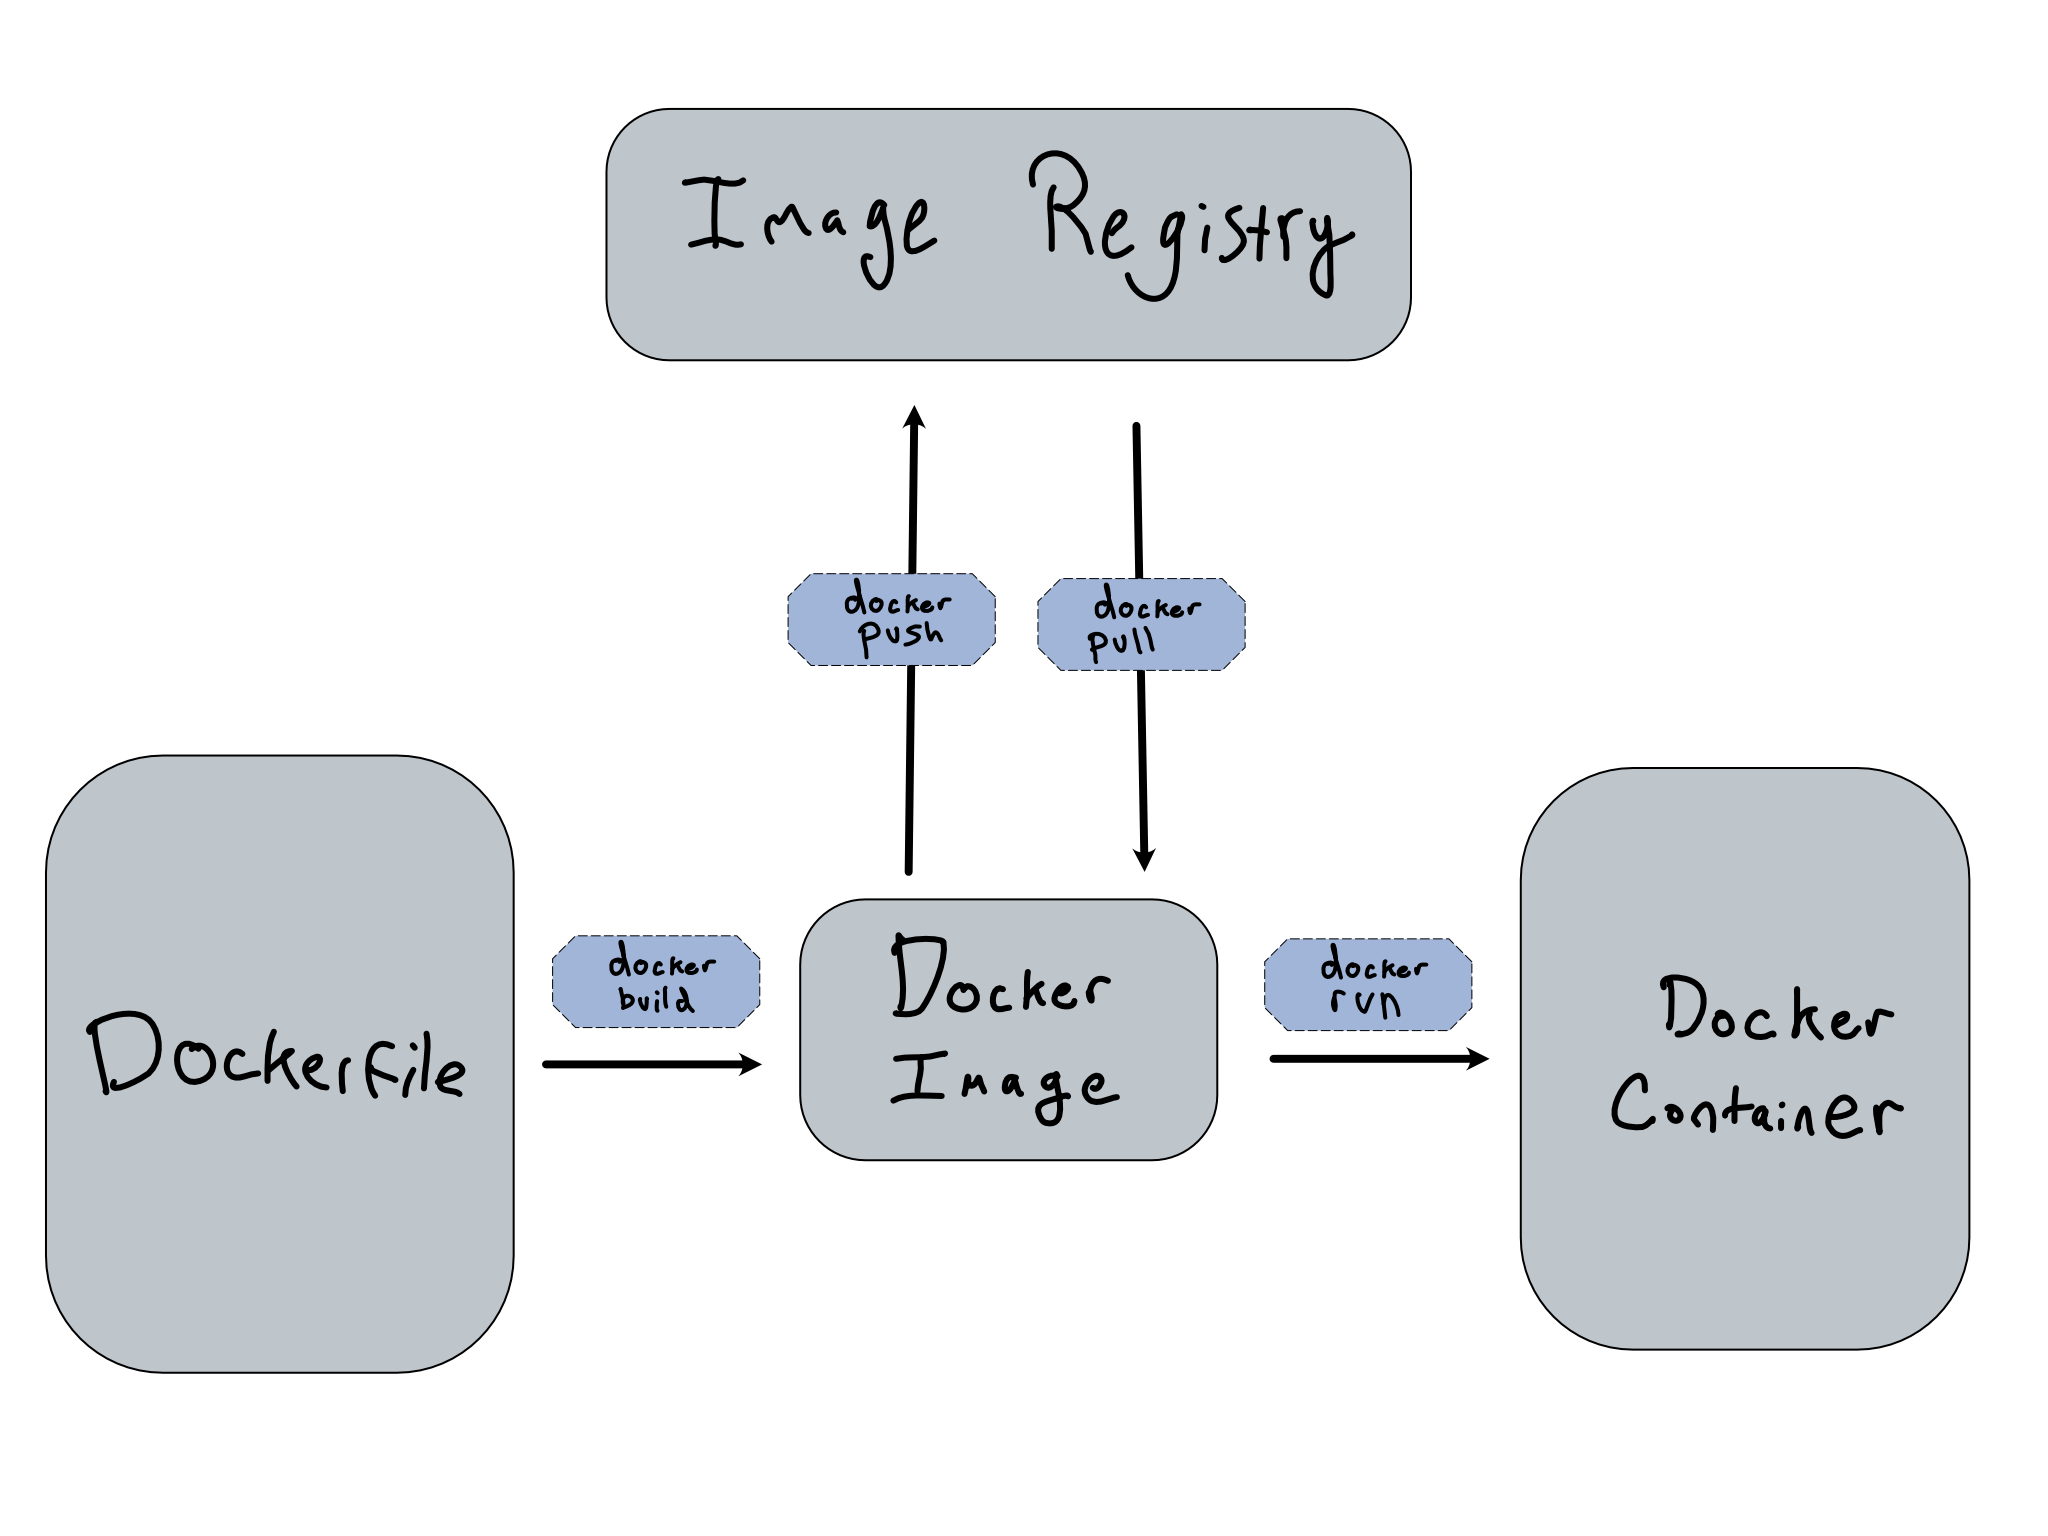 Image Registry
docker
push
docker
pull
Dockerfile
docker
build
Docker
Image
docker
run
Docker
Container